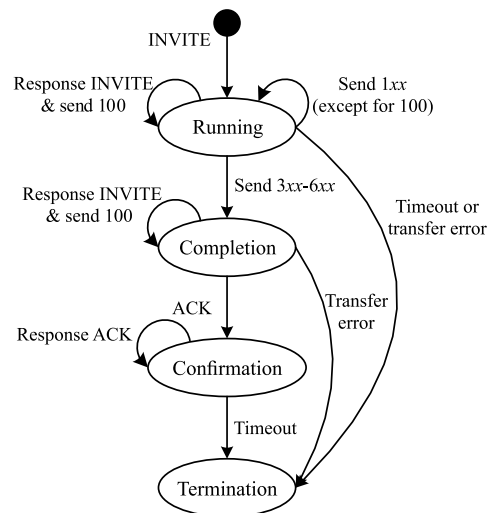 INVITE
Response INVITE
& send 100
Send 1xx
(except for 100)
Running
Send 3xx-6xx
Response INVITE
& send 100
Timeout or
transfer error
Completion
Transfer
error
ACK
Response ACK
Confirmation
Timeout
Termination